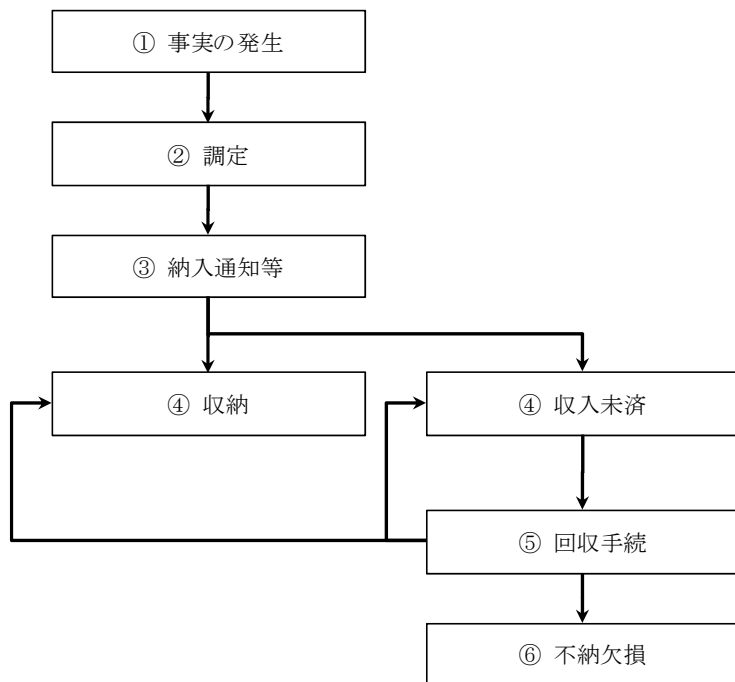 ① 事実の発生
② 調定
③ 納入通知等
④ 収納
④ 収入未済
⑤ 回収手続
⑥ 不納欠損